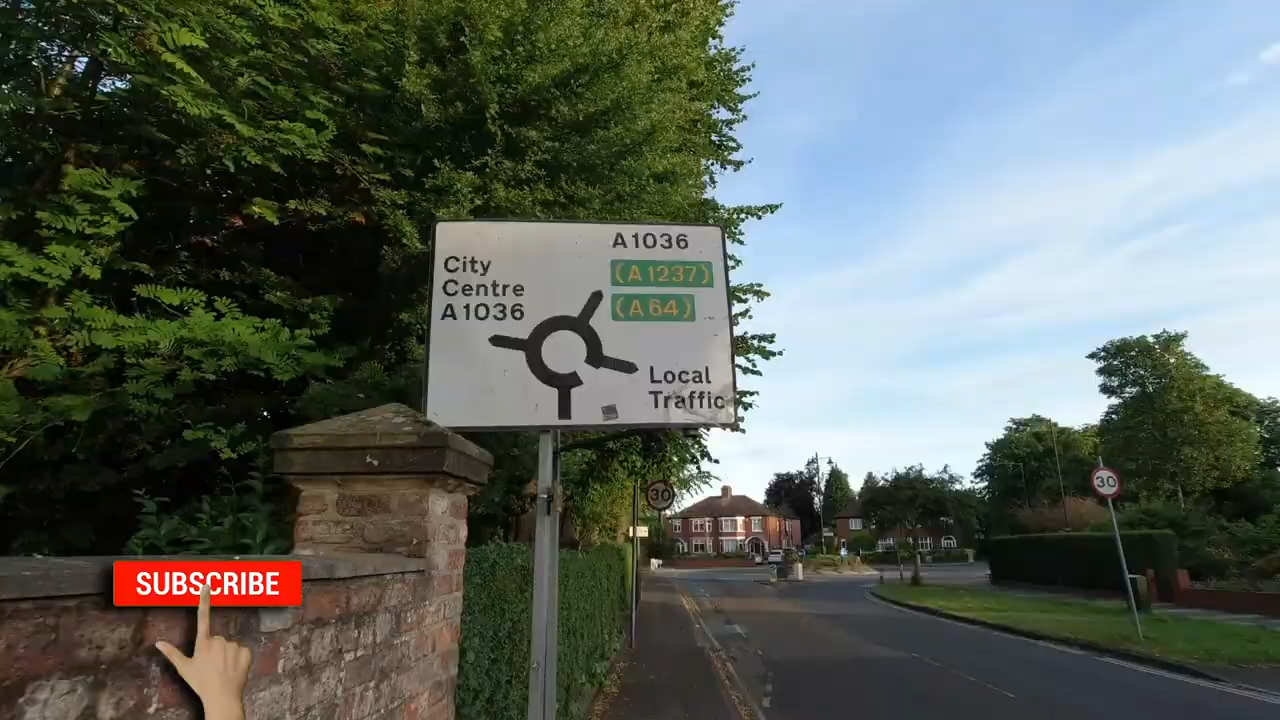 City
Centre
A1036
A1036
(A1237)
(A64)
Local
Traffic
30
30
SUBSCRIBE